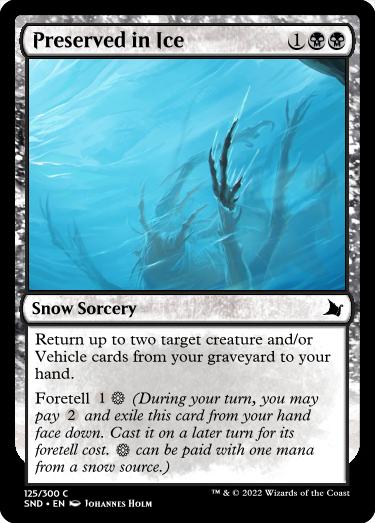 Preserved in Ice 1
Snow Sorcery
Return up to two target creature and/or
Vehicle cards from your graveyard to your
hand.
Foretell 1 (During your turn, you may
pay 2 and exile this card from your hand
face down. Cast it on a later turn for its
foretell cost. can be paid with one mana
from a snow source.)
125/300 C
SND • EN Johannes Holm
™ & © 2022 Wizards of the Coast